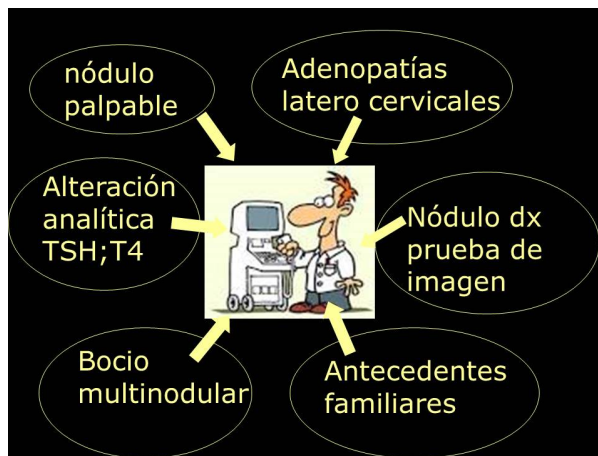 nódulo
palpable
Adenopatías
latero cervicales
Alteración
analítica
TSH;T4
Nódulo dx
prueba de
imagen
Bocio
multinodular
Antecedentes
familiares